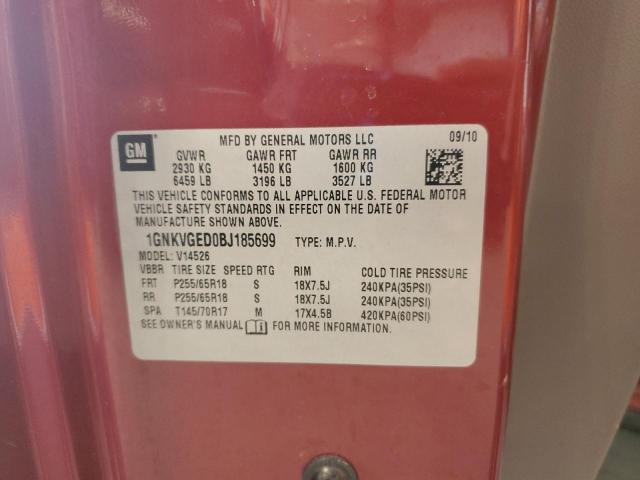 MFD BY GENERAL MOTORS LLC 09/10
GM
GVWR GAWR FRT GAWR RR
2930 KG 1450 KG 1600 KG
6459 LB 3196 LB 3527 LB
THIS VEHICLE CONFORMS TO ALL APPLICABLE U.S. FEDERAL MOTOR
VEHICLE SAFETY STANDARDS IN EFFECT ON THE DATE OF
MANUFACTURE SHOWN ABOVE.
1GNKVGED0BJ185699 TYPE: M.P.V.
MODEL: V14526
VBBR TIRE SIZE SPEED RTG RIM COLD TIRE PRESSURE
FRT P255/65R18 S 18X7.5J 240KPA(35PSI)
RR P255/65R18 S 18X7.5J 240KPA(35PSI)
SPA T145/70R17 M 17X4.5B 420KPA(60PSI)
SEE OWNER'S MANUAL FOR MORE INFORMATION.